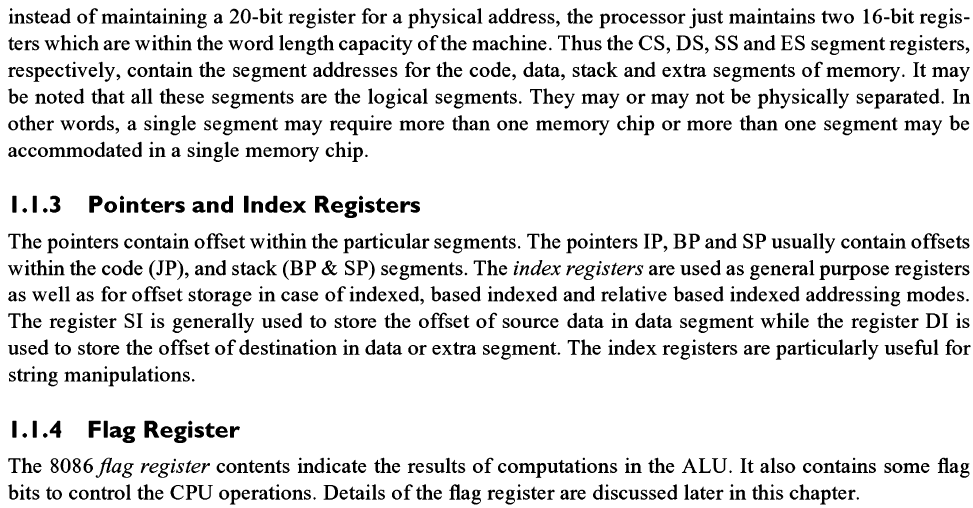 instead of maintaining a 20-bit register for a physical address, the processor just maintains two 16-bit regis-
ters which are within the word length capacity of the machine. Thus the CS, DS, SS and ES segment registers,
respectively, contain the segment addresses for the code, data, stack and extra segments of memory. It may
be noted that all these segments are the logical segments. They may or may not be physically separated. In
other words, a single segment may require more than one memory chip or more than one segment may be
accommodated in a single memory chip.
1.1.3 Pointers and Index Registers
The pointers contain offset within the particular segments. The pointers IP, BP and SP usually contain offsets
within the code (JP), and stack (BP & SP) segments. The index registers are used as general purpose registers
as well as for offset storage in case of indexed, based indexed and relative based indexed addressing modes.
The register SI is generally used to store the offset of source data in data segment while the register DI is
used to store the offset of destination in data or extra segment. The index registers are particularly useful for
string manipulations.
1.1.4 Flag Register
The 8086 flag register contents indicate the results of computations in the ALU. It also contains some flag
bits to control the CPU operations. Details of the flag register are discussed later in this chapter.